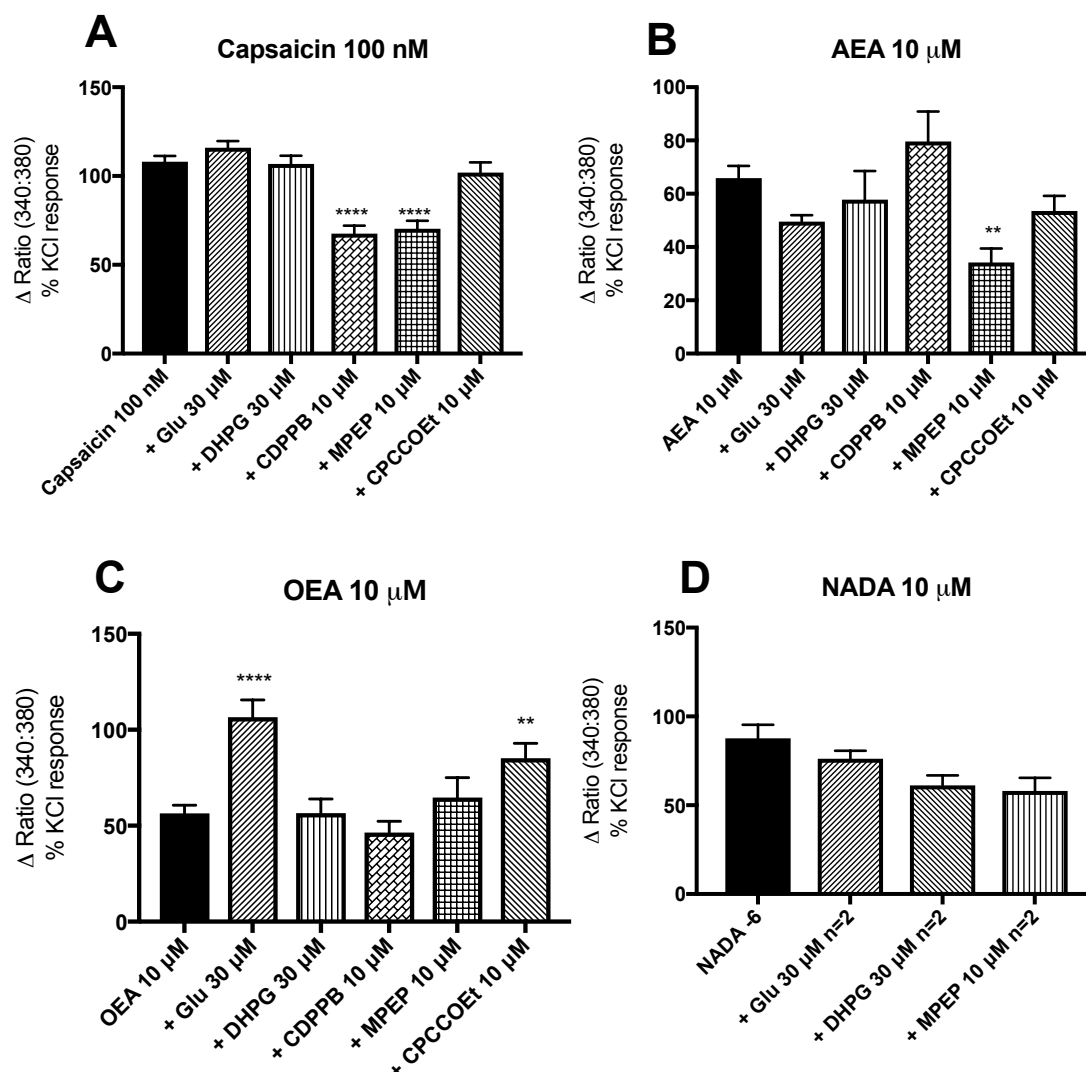 A
Capsaicin 100 nM
Δ Ratio (340:380)
% KCl response
150
100
50
0
Capsaicin 100 nM
+ Glu 30 µM
+ DHPG 30 µM
+ CDPPB 10 µM
+ MPEP 10 µM
+ CPCCOEt 10 µM
****
****
B
AEA 10 µM
Δ Ratio (340:380)
% KCl response
100
80
60
40
20
0
AEA 10 µM
+ Glu 30 µM
+ DHPG 30 µM
+ CDPPB 10 µM
+ MPEP 10 µM
+ CPCCOEt 10 µM
**
C
OEA 10 µM
Δ Ratio (340:380)
% KCl response
150
100
50
0
OEA 10 µM
+ Glu 30 µM
+ DHPG 30 µM
+ CDPPB 10 µM
+ MPEP 10 µM
+ CPCCOEt 10 µM
****
**
D
NADA 10 µM
Δ Ratio (340:380)
% KCl response
150
100
50
0
NADA -6
+ Glu 30 µM n=2
+ DHPG 30 µM n=2
+ MPEP 10 µM n=2